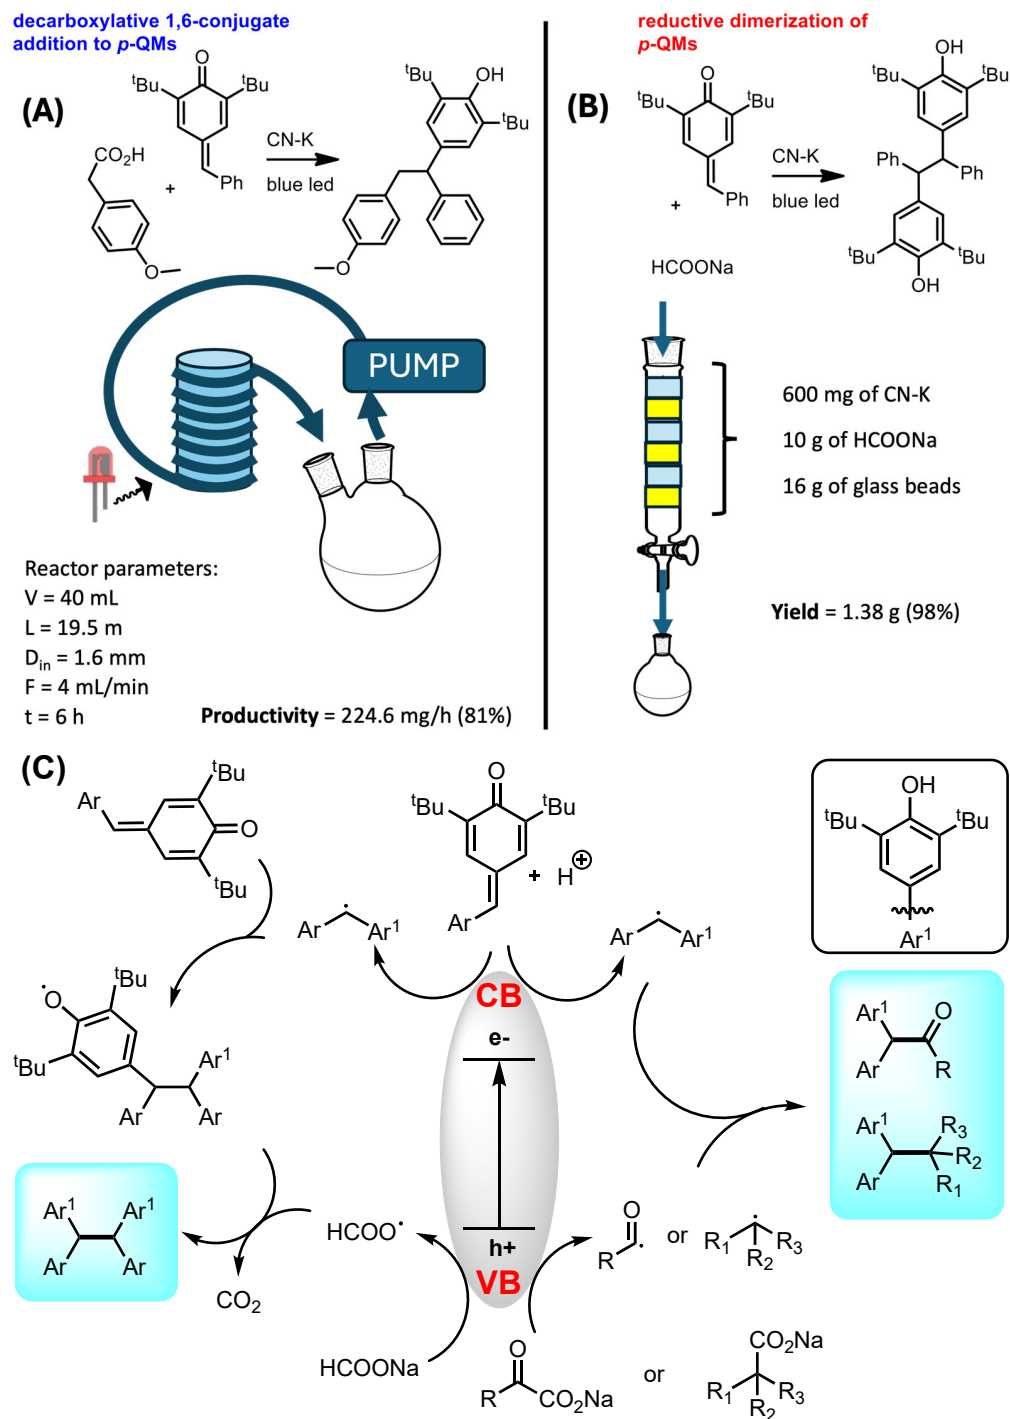 decarboxylative 1,6-conjugate
addition to p-QMs
(A)
O
ᵗBu
ᵗBu
CO₂H
+
Ph
O
CN-K
blue led
ᵗBu
OH
ᵗBu
O
PUMP
Reactor parameters:
V = 40 mL
L = 19.5 m
Dᵢₙ = 1.6 mm
F = 4 mL/min
t = 6 h
Productivity = 224.6 mg/h (81%)
reductive dimerization of
p-QMs
(B)
O
ᵗBu
ᵗBu
Ph
+
HCOONa
CN-K
blue led
OH
ᵗBu
ᵗBu
Ph
Ph
ᵗBu
ᵗBu
OH
600 mg of CN-K
10 g of HCOONa
16 g of glass beads
Yield = 1.38 g (98%)
(C)
ᵗBu
Ar
O
ᵗBu
O
ᵗBu
ᵗBu
+ H⊕
Ar
Ar
Ar¹
Ar
Ar¹
OH
ᵗBu
ᵗBu
Ar¹
·O
ᵗBu
ᵗBu
Ar¹
Ar
Ar
CB
e-
h+
VB
Ar¹
O
Ar
R
Ar¹
R₃
R₂
Ar
R₁
Ar¹
Ar¹
Ar
Ar
CO₂
HCOO·
HCOONa
O
R
or
R₁
R₂
R₃
O
R
CO₂Na
or
CO₂Na
R₁
R₂
R₃